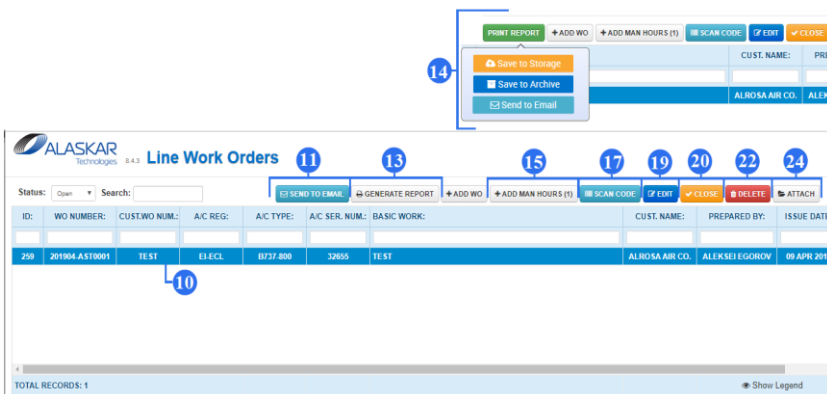 PRINT REPORT + ADD WO + ADD MAN HOURS (1) SCAN CODE EDIT CLOSE
CUST. NAME: PRE
Save to Storage
14
Save to Archive
ALROSA AIR CO. ALEK
Send to Email
ALASKAR
Technologies 8.4.3 Line Work Orders
11 13 15 17 19 20 22 24
Status: Open Search: SEND TO EMAIL GENERATE REPORT + ADD WO + ADD MAN HOURS (1) SCAN CODE EDIT CLOSE DELETE ATTACH
ID: WO NUMBER: CUST.WO NUM.: A/C REG: A/C TYPE: A/C SER. NUM.: BASIC WORK: CUST. NAME: PREPARED BY: ISSUE DATE
259 201904-AST0001 TEST EI-ECL B737-800 32655 TEST ALROSA AIR CO. ALEKSEI EGOROV 09 APR 201
10
TOTAL RECORDS: 1 Show Legend